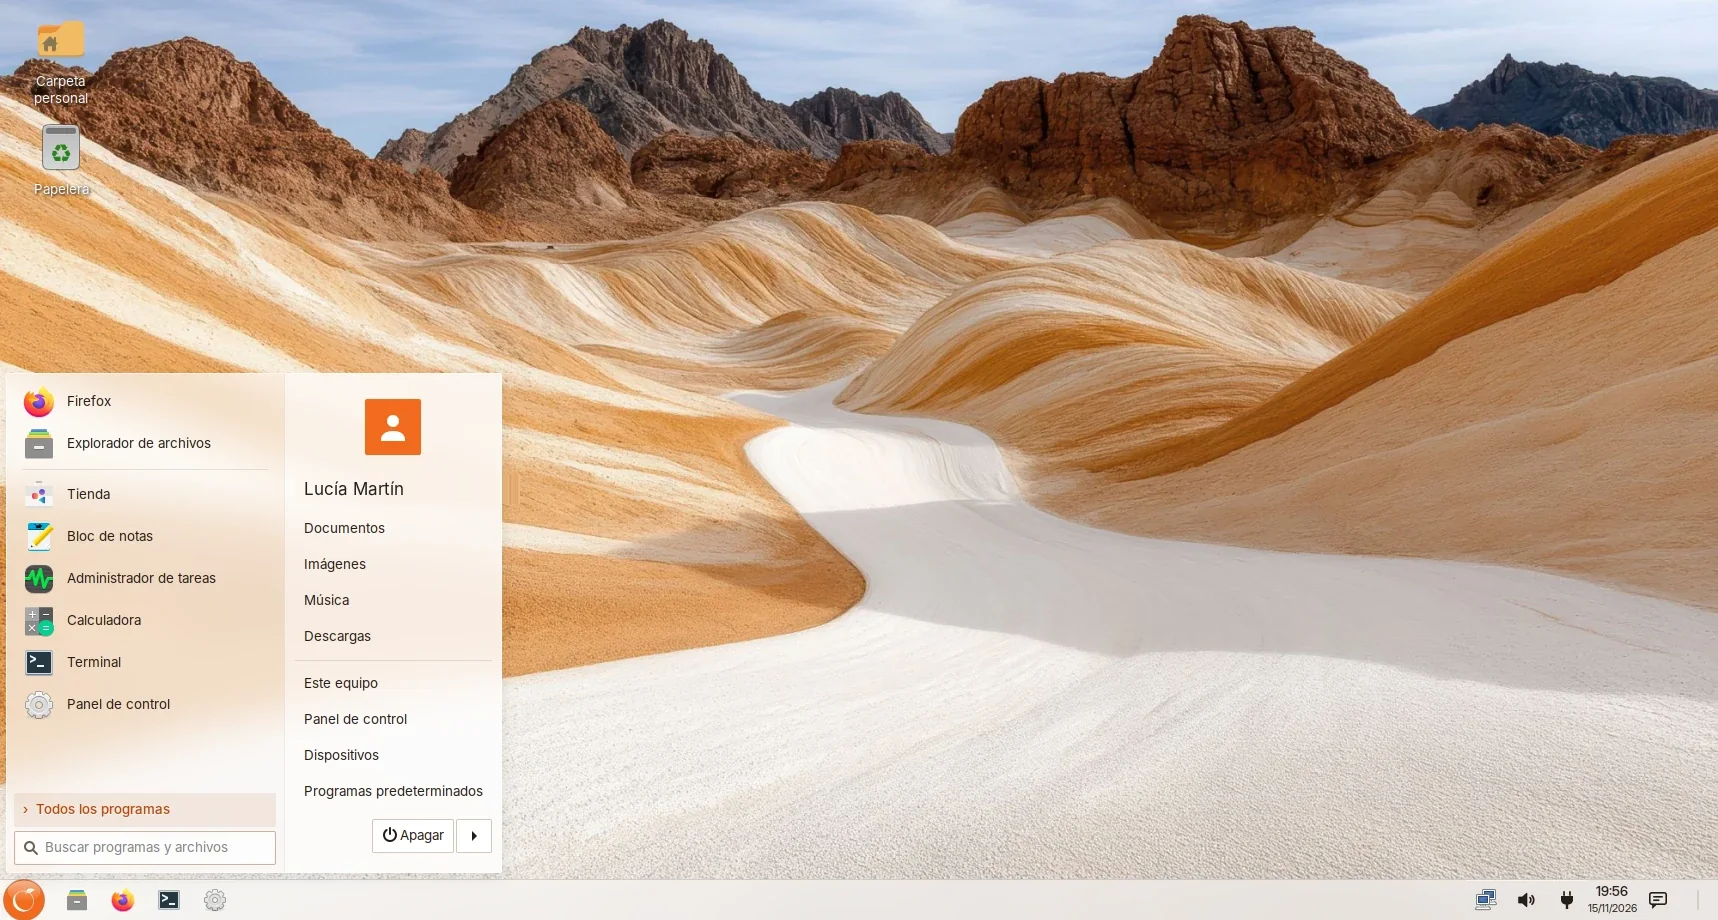 Carpeta
personal
Papelera
Firefox
Explorador de archivos
Tienda
Bloc de notas
Administrador de tareas
Calculadora
Terminal
Panel de control
› Todos los programas
Buscar programas y archivos
Lucía Martín
Documentos
Imágenes
Música
Descargas
Este equipo
Panel de control
Dispositivos
Programas predeterminados
Apagar
19:56
15/11/2026